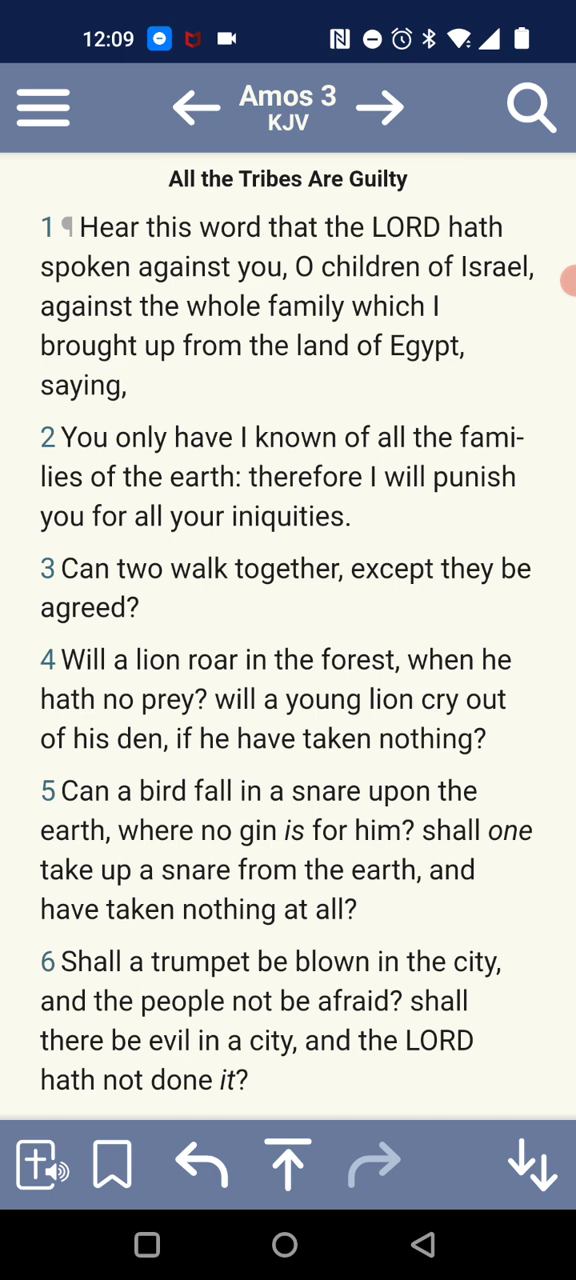 12:09
Amos 3
KJV
All the Tribes Are Guilty
1 ¶ Hear this word that the LORD hath
spoken against you, O children of Israel,
against the whole family which I
brought up from the land of Egypt,
saying,
2 You only have I known of all the fami-
lies of the earth: therefore I will punish
you for all your iniquities.
3 Can two walk together, except they be
agreed?
4 Will a lion roar in the forest, when he
hath no prey? will a young lion cry out
of his den, if he have taken nothing?
5 Can a bird fall in a snare upon the
earth, where no gin is for him? shall one
take up a snare from the earth, and
have taken nothing at all?
6 Shall a trumpet be blown in the city,
and the people not be afraid? shall
there be evil in a city, and the LORD
hath not done it?